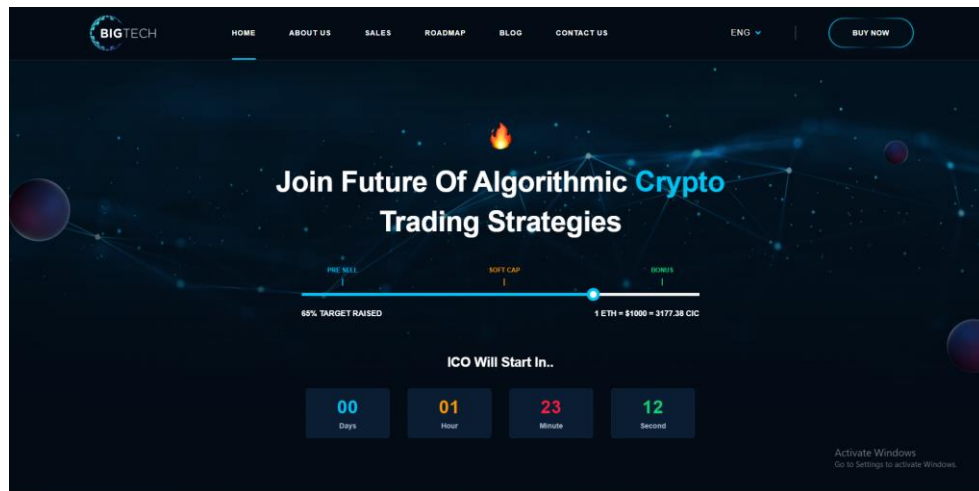 BIGTECH
HOME ABOUT US SALES ROADMAP BLOG CONTACT US ENG BUY NOW
Join Future Of Algorithmic Crypto
Trading Strategies
PRE SELL SOFT CAP BONUS
65% TARGET RAISED 1 ETH = $1000 = 3177.38 CIC
ICO Will Start In..
00 01 23 12
Days Hour Minute Second
Activate Windows
Go to Settings to activate Windows.